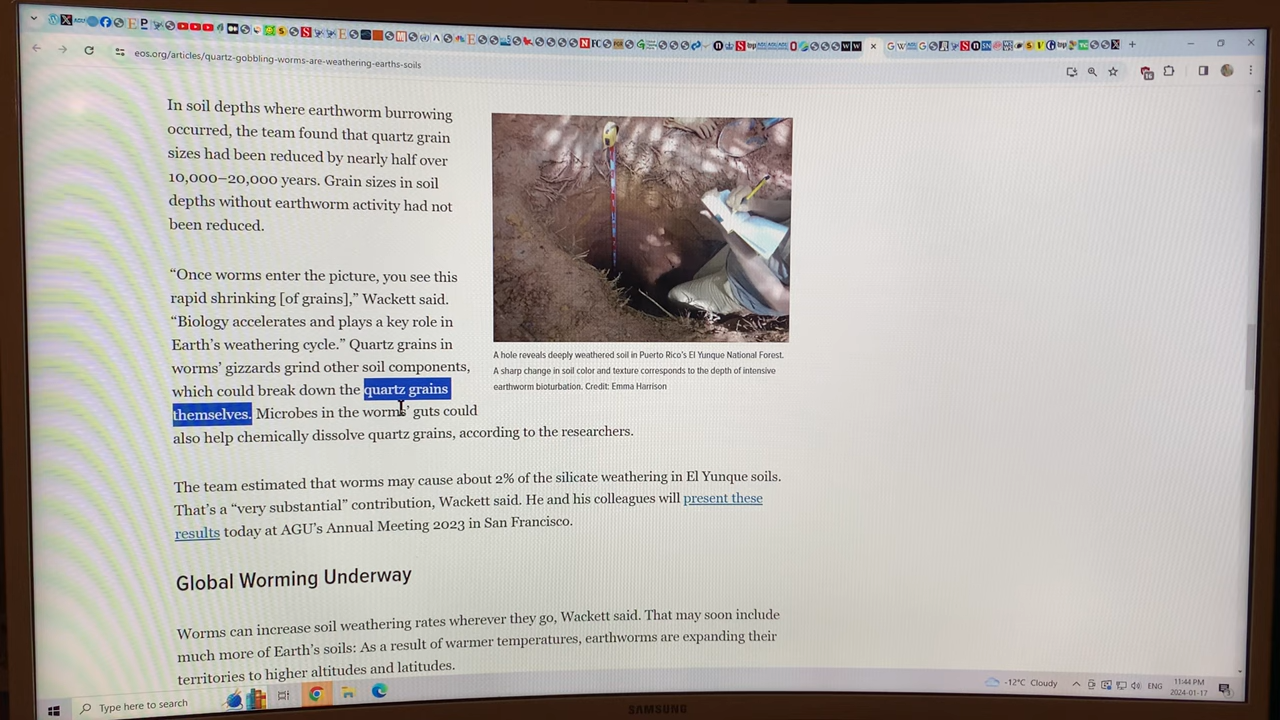 eos.org/articles/quartz-gobbling-worms-are-weathering-earths-soils
In soil depths where earthworm burrowing
occurred, the team found that quartz grain
sizes had been reduced by nearly half over
10,000–20,000 years. Grain sizes in soil
depths without earthworm activity had not
been reduced.
“Once worms enter the picture, you see this
rapid shrinking [of grains],” Wackett said.
“Biology accelerates and plays a key role in
Earth’s weathering cycle.” Quartz grains in
worms’ gizzards grind other soil components,
which could break down the quartz grains
themselves. Microbes in the worms’ guts could
also help chemically dissolve quartz grains, according to the researchers.
A hole reveals deeply weathered soil in Puerto Rico’s El Yunque National Forest.
A sharp change in soil color and texture corresponds to the depth of intensive
earthworm bioturbation. Credit: Emma Harrison
The team estimated that worms may cause about 2% of the silicate weathering in El Yunque soils.
That’s a “very substantial” contribution, Wackett said. He and his colleagues will present these
results today at AGU’s Annual Meeting 2023 in San Francisco.
Global Worming Underway
Worms can increase soil weathering rates wherever they go, Wackett said. That may soon include
much more of Earth’s soils: As a result of warmer temperatures, earthworms are expanding their
territories to higher altitudes and latitudes.
Type here to search
-12°C Cloudy
ENG
11:44 PM
2024-01-17
SAMSUNG